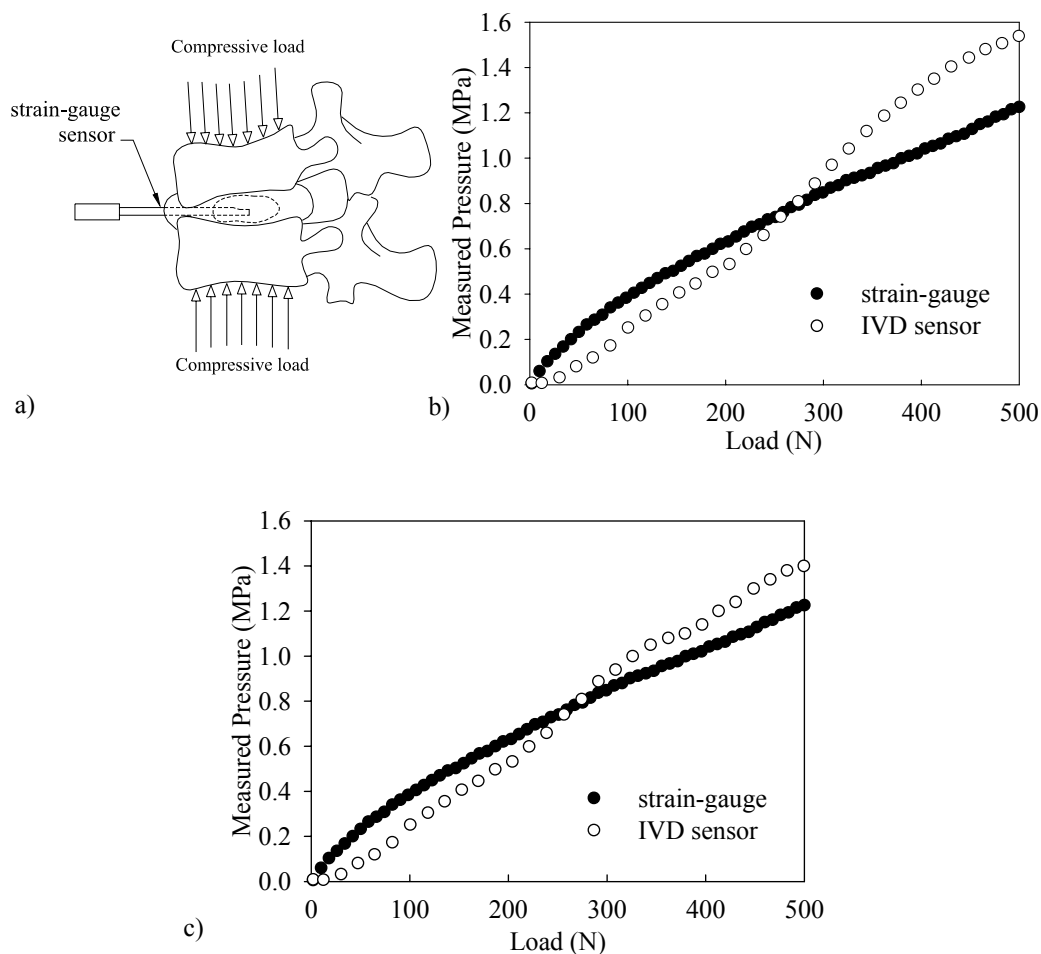 Compressive load
strain-gauge
sensor
Compressive load
a)
Measured Pressure (MPa)
1.6
1.4
1.2
1.0
0.8
0.6
0.4
0.2
0.0
strain-gauge
IVD sensor
0 100 200 300 400 500
Load (N)
b)
Measured Pressure (MPa)
1.6
1.4
1.2
1.0
0.8
0.6
0.4
0.2
0.0
strain-gauge
IVD sensor
0 100 200 300 400 500
Load (N)
c)